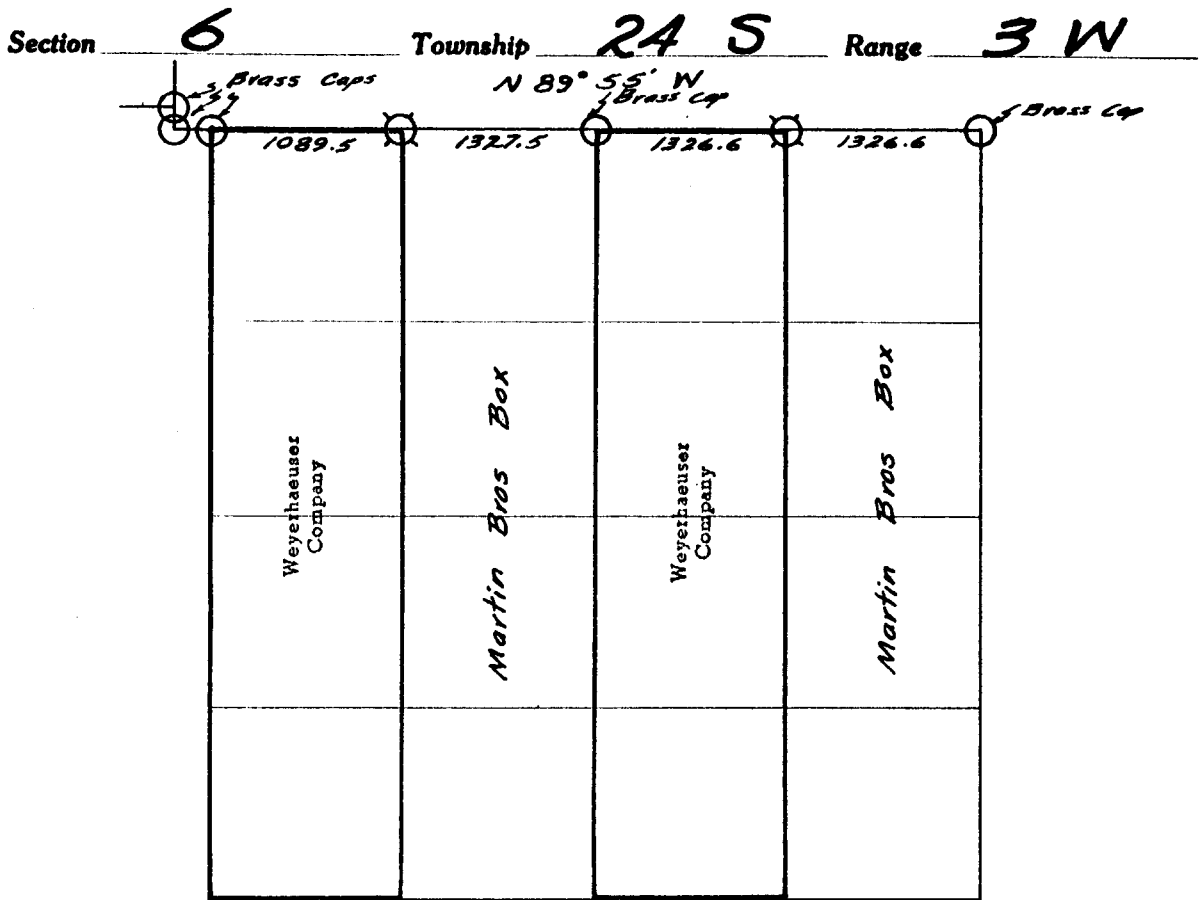 Section 6 Township 24 S Range 3 W
Brass Caps
N 89° 55' W
Brass Cap
Brass Cap
1089.5 1327.5 1326.6 1326.6
Weyerhaeuser
Company
Martin Bros Box
Weyerhaeuser
Company
Martin Bros Box